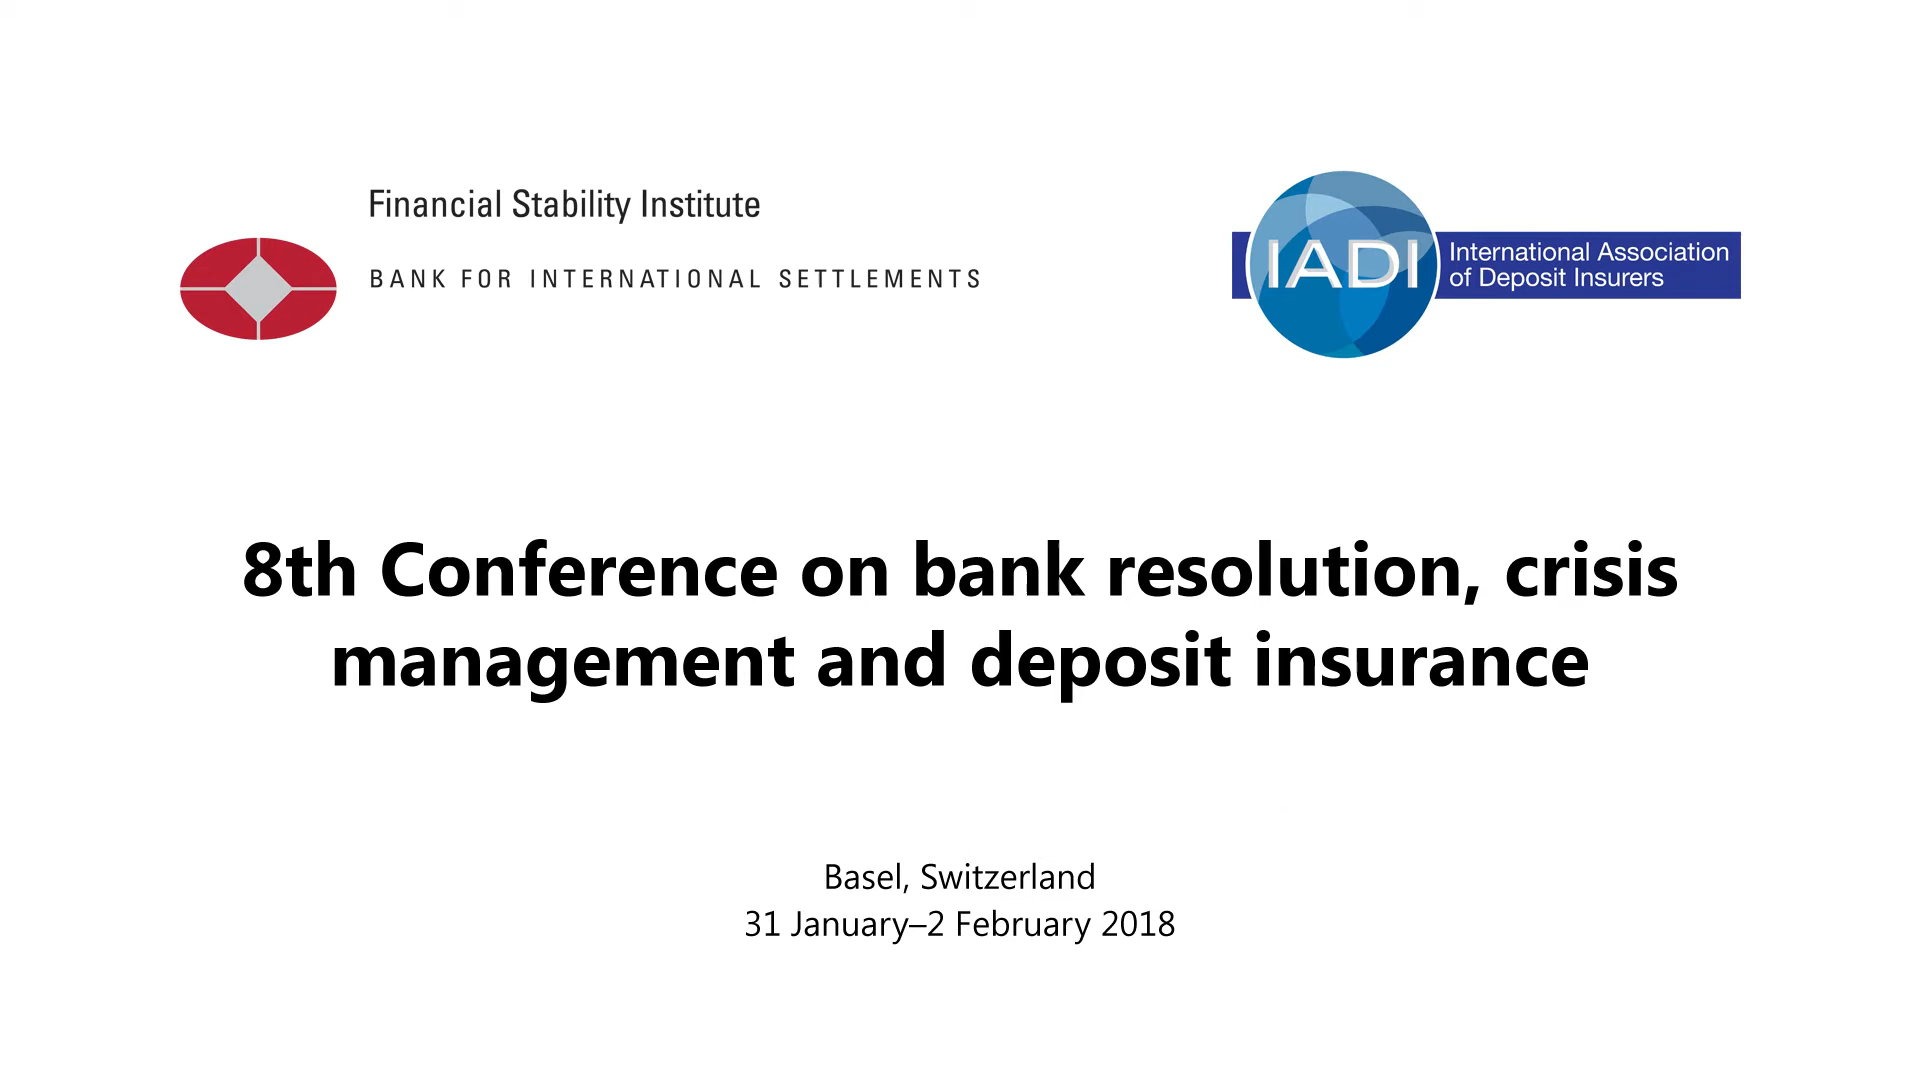 Financial Stability Institute
BANK FOR INTERNATIONAL SETTLEMENTS
IADI
International Association
of Deposit Insurers
8th Conference on bank resolution, crisis
management and deposit insurance
Basel, Switzerland
31 January–2 February 2018